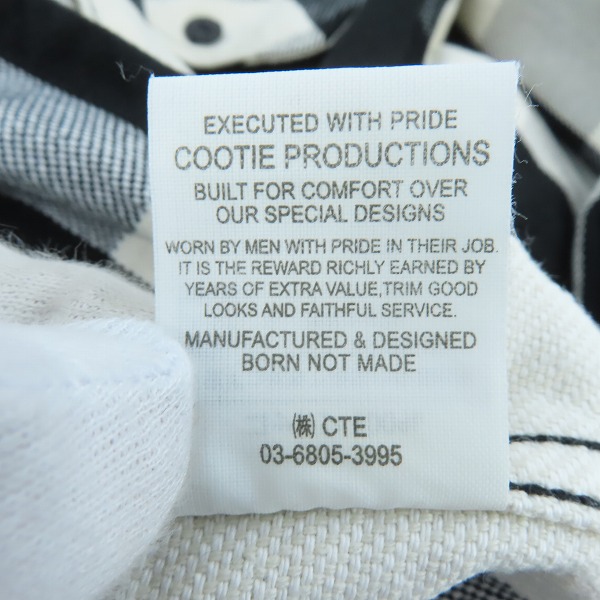 EXECUTED WITH PRIDE
COOTIE PRODUCTIONS
BUILT FOR COMFORT OVER
OUR SPECIAL DESIGNS
WORN BY MEN WITH PRIDE IN THEIR JOB.
IT IS THE REWARD RICHLY EARNED BY
YEARS OF EXTRA VALUE,TRIM GOOD
LOOKS AND FAITHFUL SERVICE.
MANUFACTURED & DESIGNED
BORN NOT MADE
㈱ CTE
03-6805-3995